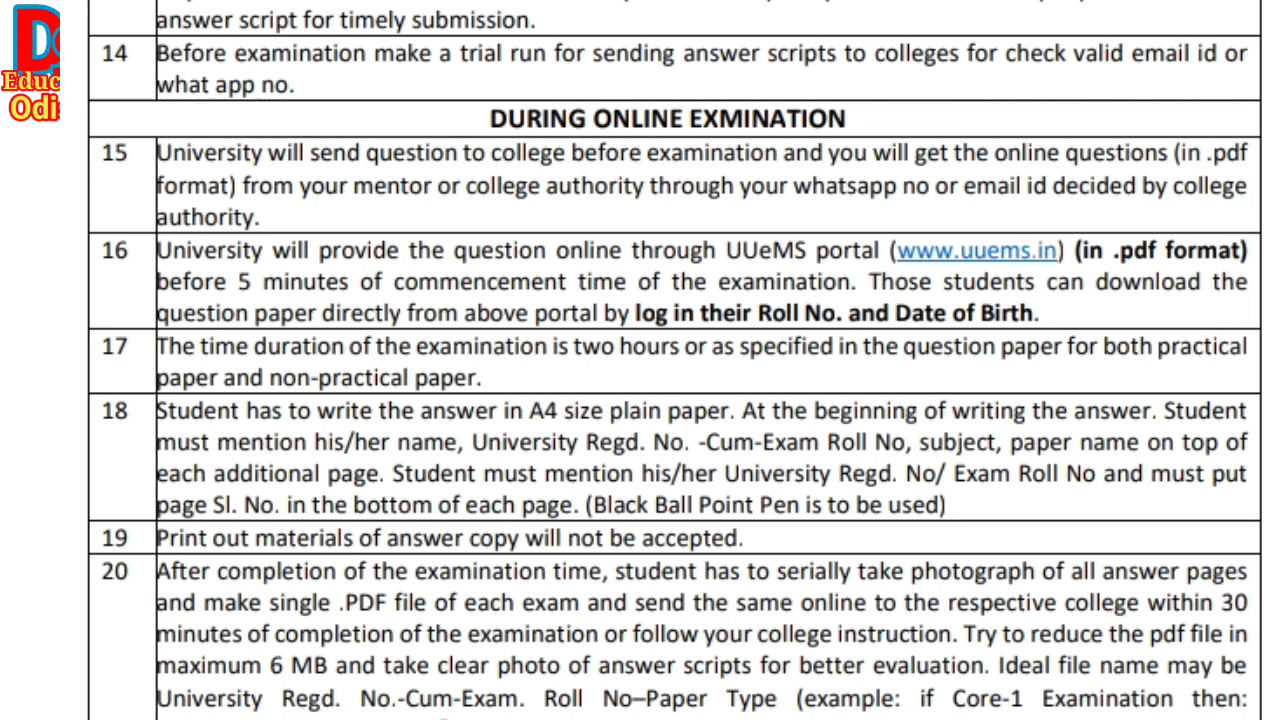 answer script for timely submission.
14 Before examination make a trial run for sending answer scripts to colleges for check valid email id or
what app no.
DURING ONLINE EXMINATION
15 University will send question to college before examination and you will get the online questions (in .pdf
format) from your mentor or college authority through your whatsapp no or email id decided by college
authority.
16 University will provide the question online through UUeMS portal (www.uuems.in) (in .pdf format)
before 5 minutes of commencement time of the examination. Those students can download the
question paper directly from above portal by log in their Roll No. and Date of Birth.
17 The time duration of the examination is two hours or as specified in the question paper for both practical
paper and non-practical paper.
18 Student has to write the answer in A4 size plain paper. At the beginning of writing the answer. Student
must mention his/her name, University Regd. No. -Cum-Exam Roll No, subject, paper name on top of
each additional page. Student must mention his/her University Regd. No/ Exam Roll No and must put
page Sl. No. in the bottom of each page. (Black Ball Point Pen is to be used)
19 Print out materials of answer copy will not be accepted.
20 After completion of the examination time, student has to serially take photograph of all answer pages
and make single .PDF file of each exam and send the same online to the respective college within 30
minutes of completion of the examination or follow your college instruction. Try to reduce the pdf file in
maximum 6 MB and take clear photo of answer scripts for better evaluation. Ideal file name may be
University Regd. No.-Cum-Exam. Roll No–Paper Type (example: if Core-1 Examination then:
Educ
Odi